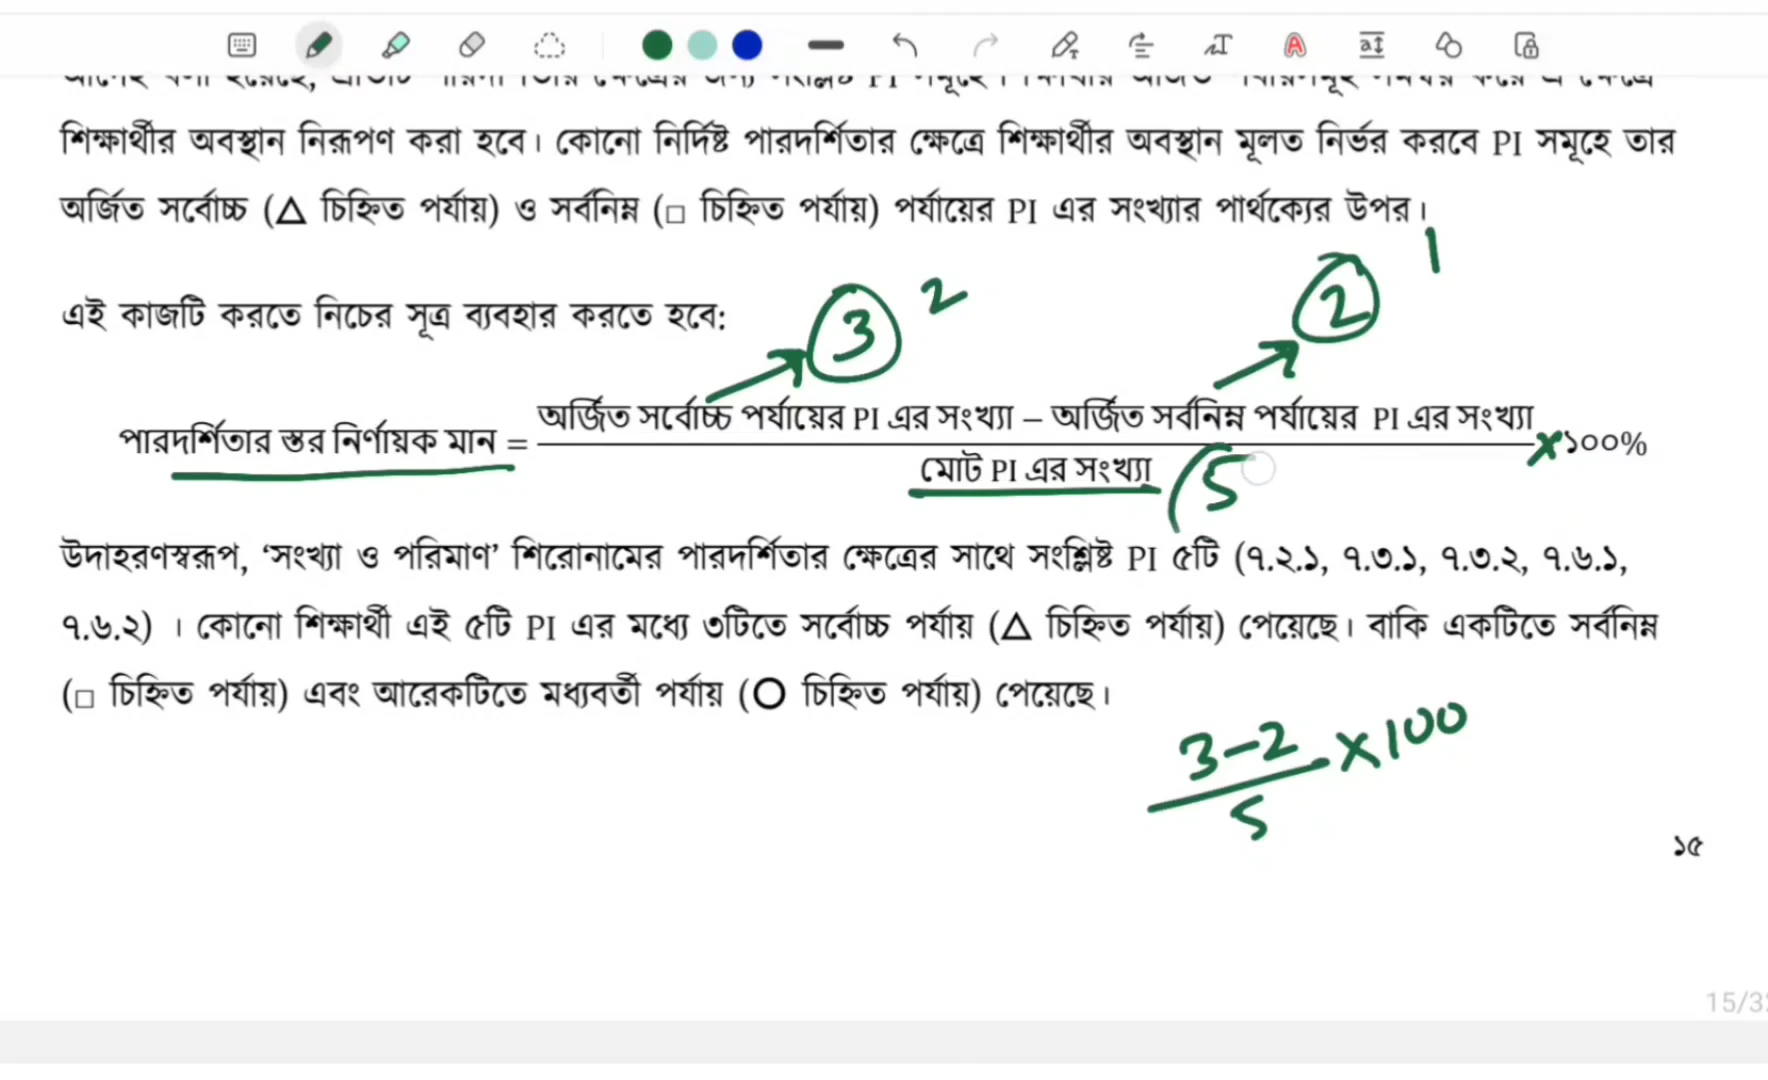 শিক্ষার্থীর অবস্থান নিরূপণ করা হবে। কোনো নির্দিষ্ট পারদর্শিতার ক্ষেত্রে শিক্ষার্থীর অবস্থান মূলত নির্ভর করবে PI সমূহে তার
অর্জিত সর্বোচ্চ (△ চিহ্নিত পর্যায়) ও সর্বনিম্ন (□ চিহ্নিত পর্যায়) পর্যায়ের PI এর সংখ্যার পার্থক্যের উপর।
1
3 2
2
এই কাজটি করতে নিচের সূত্র ব্যবহার করতে হবে:
অর্জিত সর্বোচ্চ পর্যায়ের PI এর সংখ্যা – অর্জিত সর্বনিম্ন পর্যায়ের PI এর সংখ্যা
পারদর্শিতার স্তর নির্ণায়ক মান = ×১০০%
মোট PI এর সংখ্যা (5
উদাহরণস্বরূপ, ‘সংখ্যা ও পরিমাণ’ শিরোনামের পারদর্শিতার ক্ষেত্রের সাথে সংশ্লিষ্ট PI ৫টি (৭.২.১, ৭.৩.১, ৭.৩.২, ৭.৬.১,
৭.৬.২) । কোনো শিক্ষার্থী এই ৫টি PI এর মধ্যে ৩টিতে সর্বোচ্চ পর্যায় (△ চিহ্নিত পর্যায়) পেয়েছে। বাকি একটিতে সর্বনিম্ন
(□ চিহ্নিত পর্যায়) এবং আরেকটিতে মধ্যবর্তী পর্যায় (O চিহ্নিত পর্যায়) পেয়েছে।
3-2 ×100
5
১৫